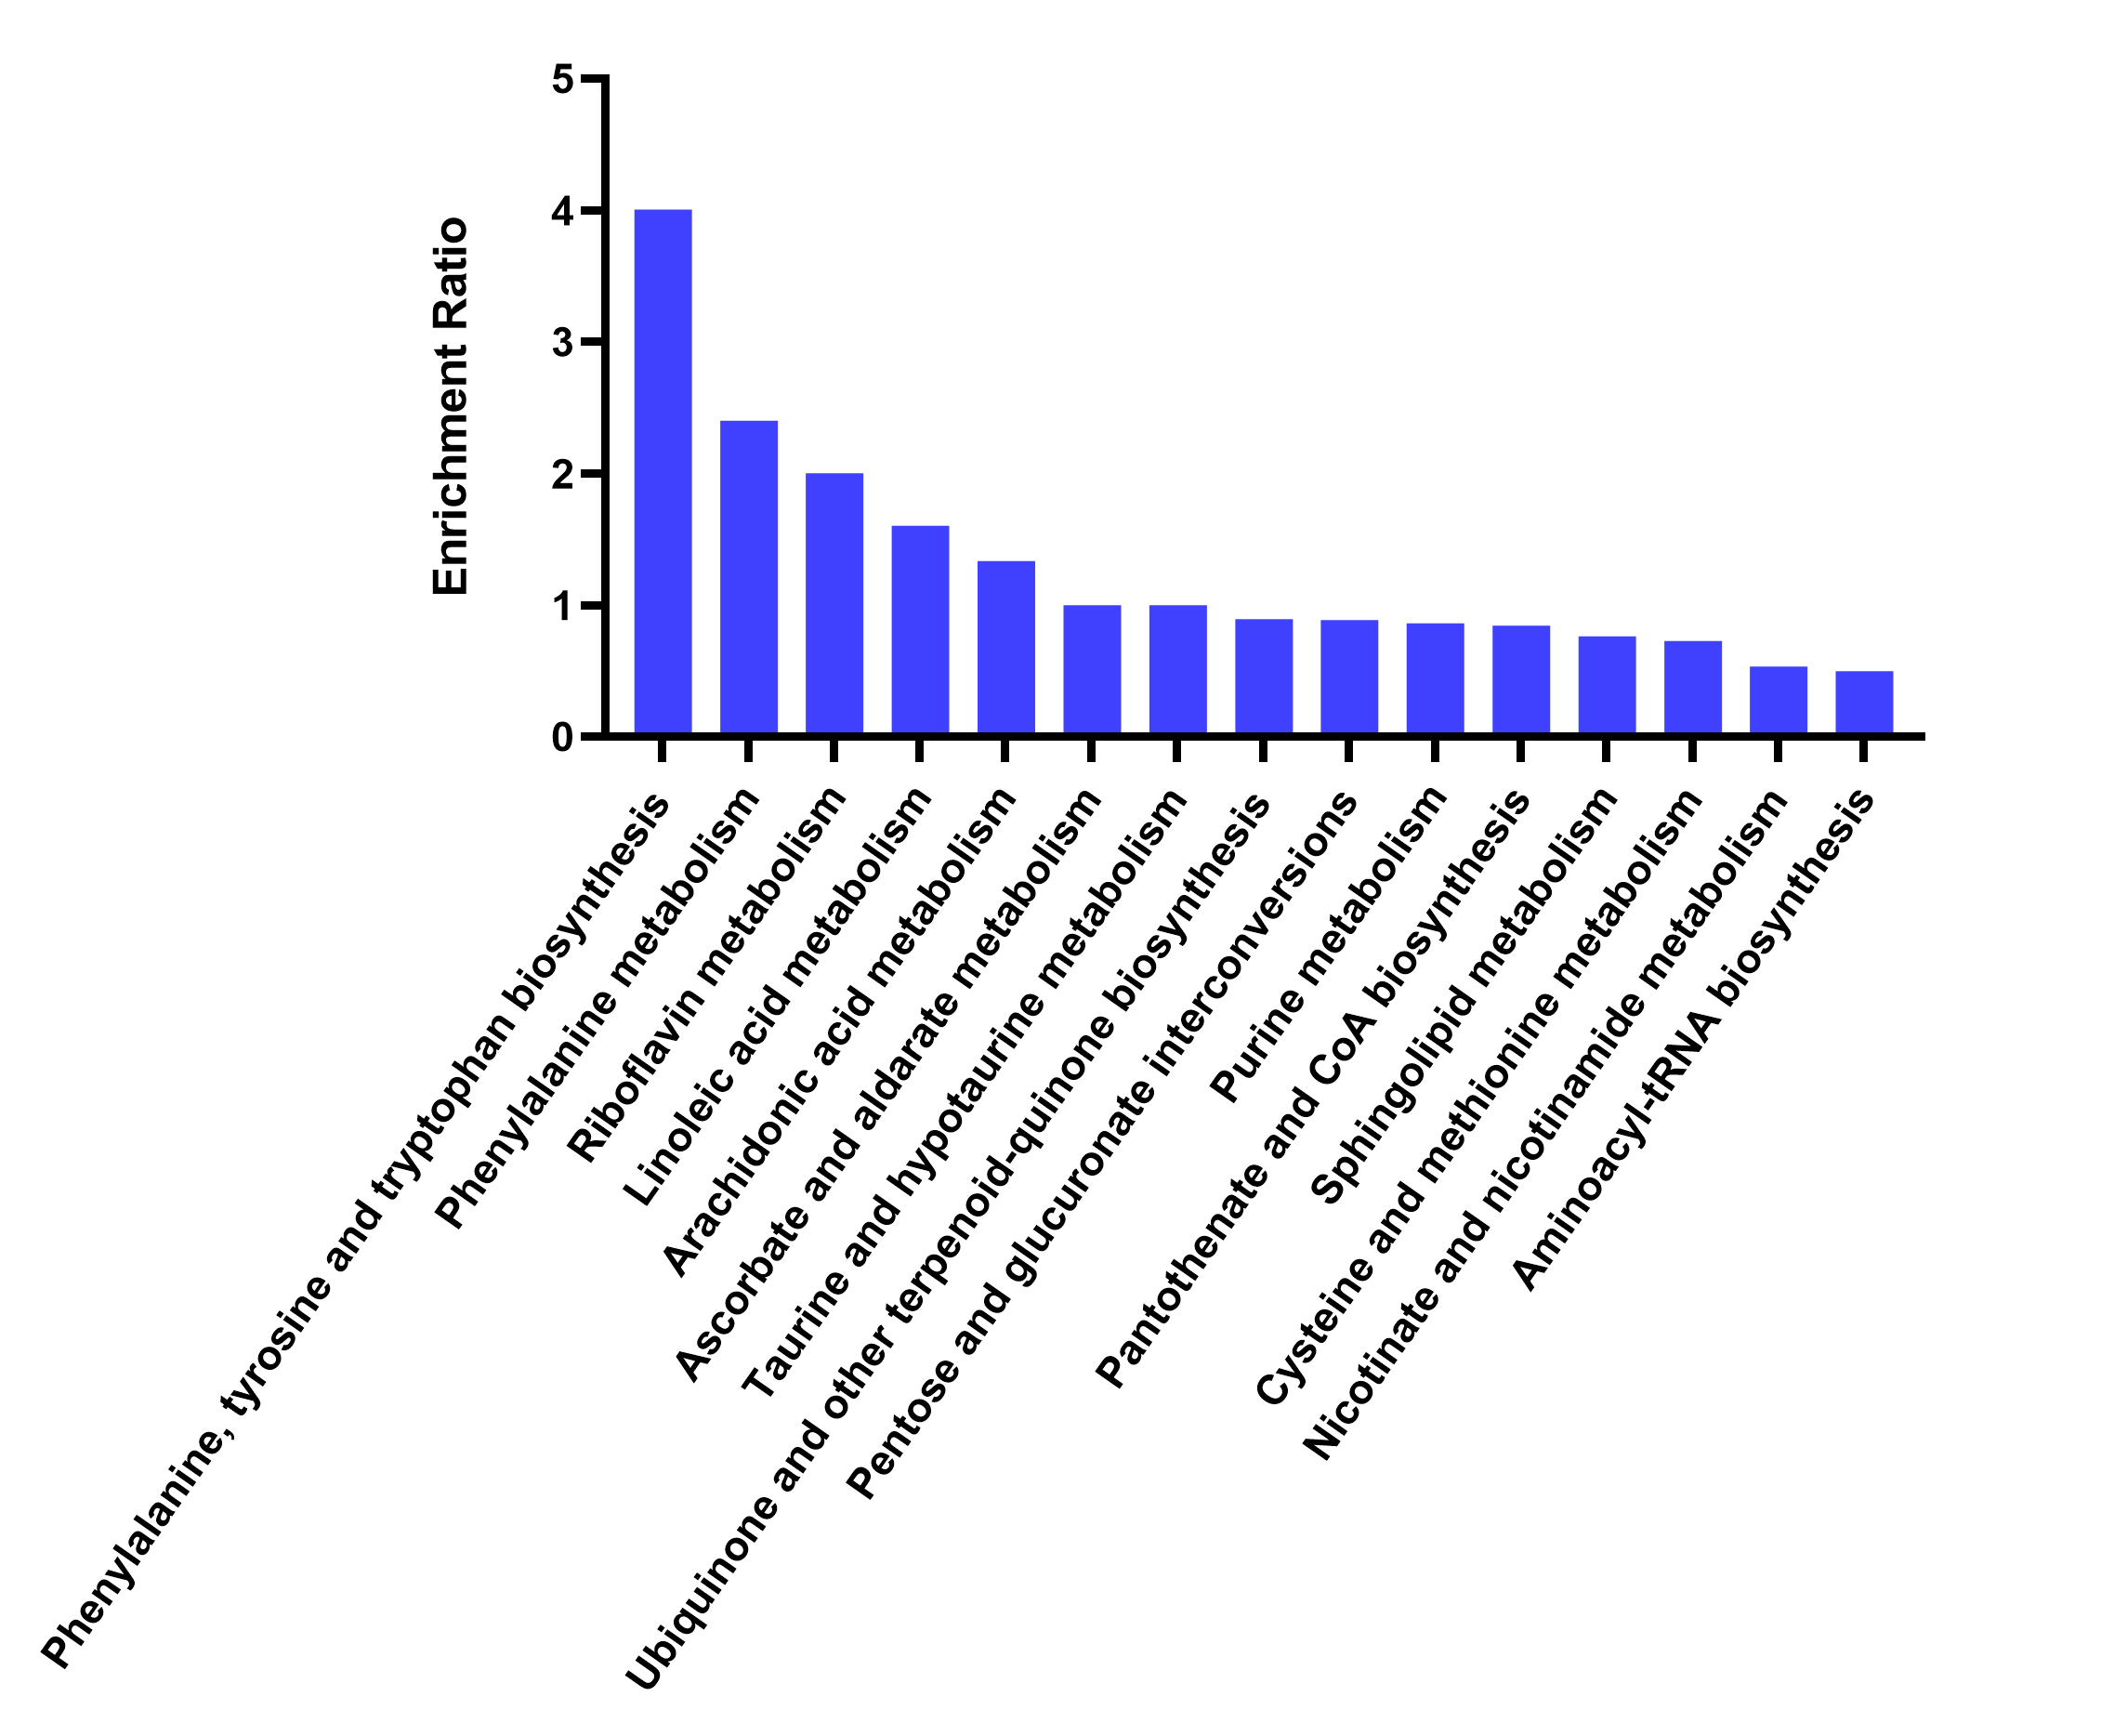 Enrichment Ratio
5
4
3
2
1
0
Phenylalanine, tyrosine and tryptophan biosynthesis
Phenylalanine metabolism
Riboflavin metabolism
Linoleic acid metabolism
Arachidonic acid metabolism
Ascorbate and aldarate metabolism
Taurine and hypotaurine metabolism
Ubiquinone and other terpenoid-quinone biosynthesis
Pentose and glucuronate interconversions
Purine metabolism
Pantothenate and CoA biosynthesis
Sphingolipid metabolism
Cysteine and methionine metabolism
Nicotinate and nicotinamide metabolism
Aminoacyl-tRNA biosynthesis